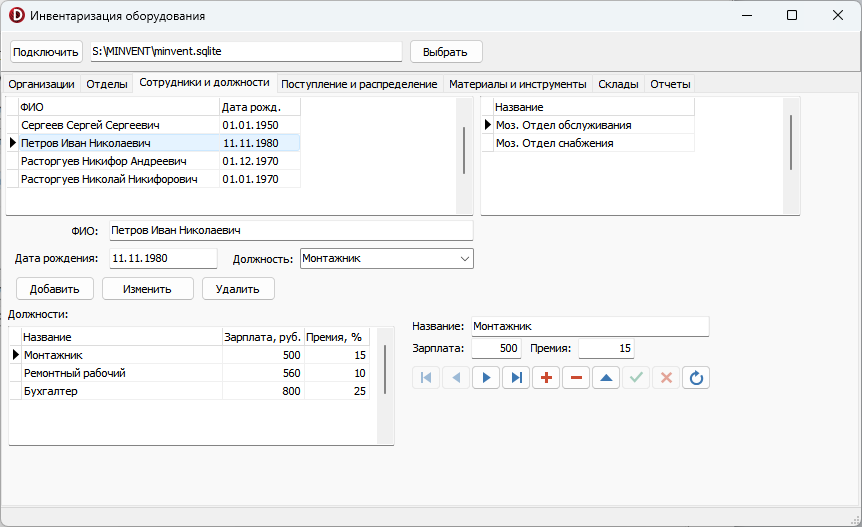 Инвентаризация оборудования
Подключить S:\MINVENT\minvent.sqlite Выбрать
Организации Отделы Сотрудники и должности Поступление и распределение Материалы и инструменты Склады Отчеты
ФИО Дата рожд. Название
Сергеев Сергей Сергеевич 01.01.1950 Моз. Отдел обслуживания
Петров Иван Николаевич 11.11.1980 Моз. Отдел снабжения
Расторгуев Никифор Андреевич 01.12.1970
Расторгуев Николай Никифорович 01.01.1970
ФИО: Петров Иван Николаевич
Дата рождения: 11.11.1980 Должность: Монтажник
Добавить Изменить Удалить
Должности:
Название Зарплата, руб. Премия, %
Монтажник 500 15
Ремонтный рабочий 560 10
Бухгалтер 800 25
Название: Монтажник
Зарплата: 500 Премия: 15